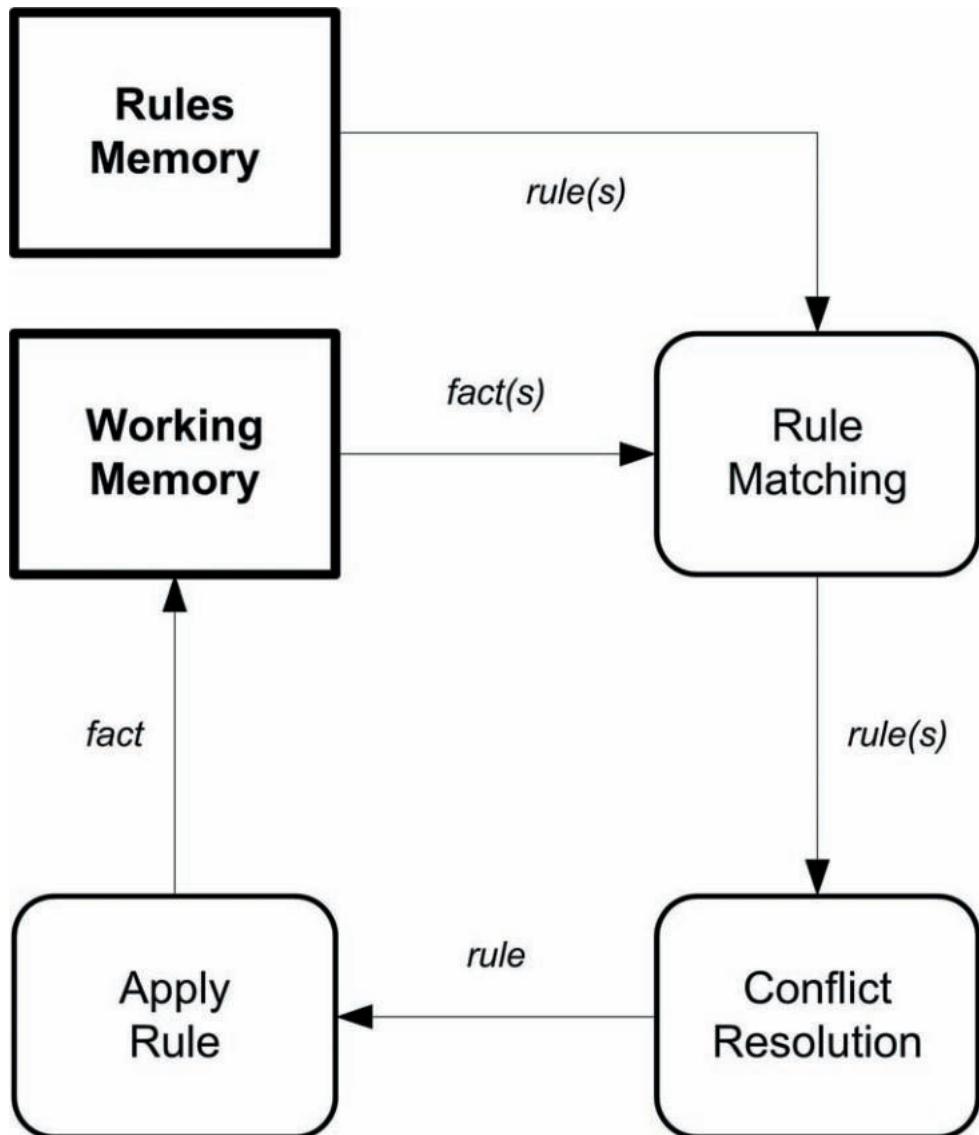 Rules
Memory
rule(s)
Working
Memory
fact(s)
Rule
Matching
fact
rule(s)
Apply
Rule
rule
Conflict
Resolution